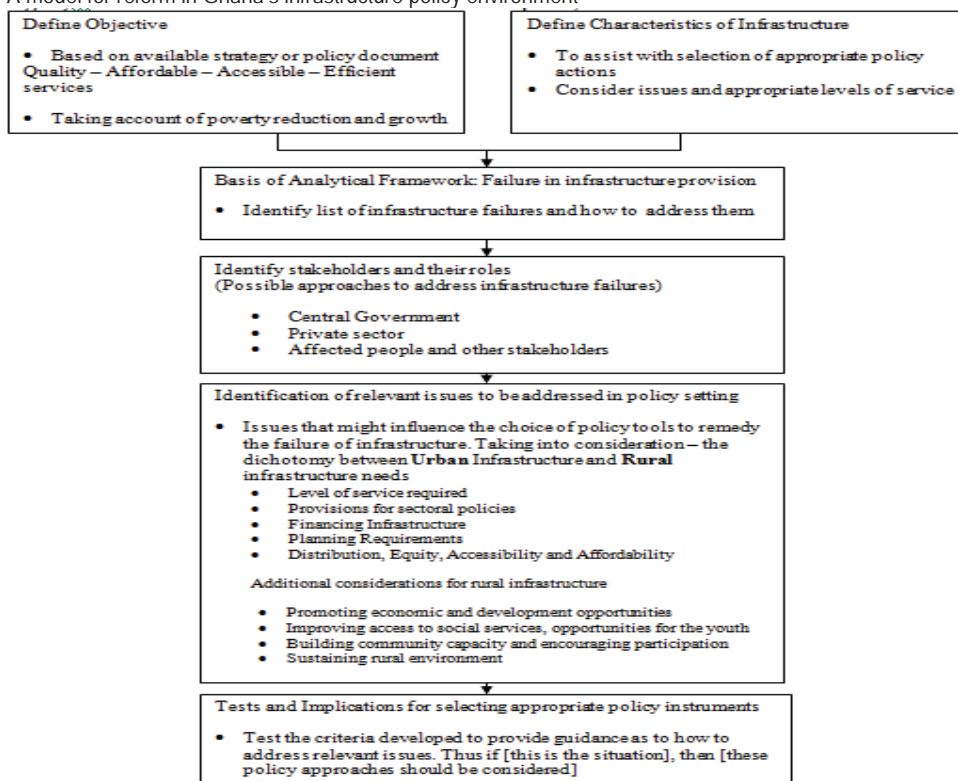 A model for reform in Ghana's infrastructure policy environment
Define Objective
• Based on available strategy or policy document
Quality – Affordable – Accessible – Efficient
services
• Taking account of poverty reduction and growth
Define Characteristics of Infrastructure
• To assist with selection of appropriate policy
actions
• Consider issues and appropriate levels of service
Basis of Analytical Framework: Failure in infrastructure provision
• Identify list of infrastructure failures and how to address them
Identify stakeholders and their roles
(Possible approaches to address infrastructure failures)
• Central Government
• Private sector
• Affected people and other stakeholders
Identification of relevant issues to be addressed in policy setting
• Issues that might influence the choice of policy tools to remedy
the failure of infrastructure. Taking into consideration – the
dichotomy between Urban Infrastructure and Rural
infrastructure needs
• Level of service required
• Provisions for sectoral policies
• Financing Infrastructure
• Planning Requirements
• Distribution, Equity, Accessibility and Affordability
Additional considerations for rural infrastructure
• Promoting economic and development opportunities
• Improving access to social services, opportunities for the youth
• Building community capacity and encouraging participation
• Sustaining rural environment
Tests and Implications for selecting appropriate policy instruments
• Test the criteria developed to provide guidance as to how to
address relevant issues. Thus if [this is the situation], then [these
policy approaches should be considered]